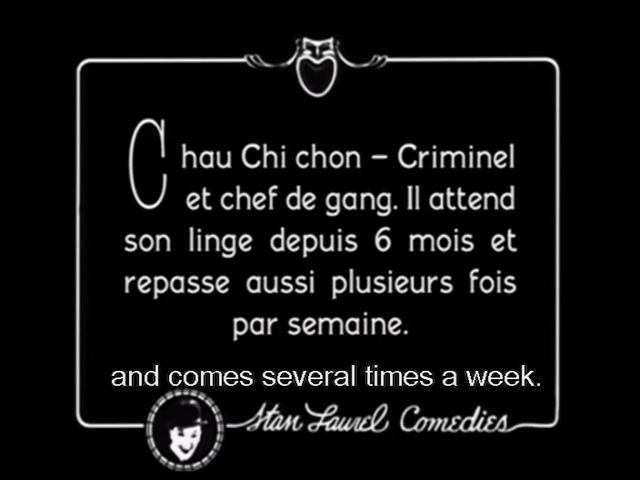 Chau Chi chon – Criminel
et chef de gang. Il attend
son linge depuis 6 mois et
repasse aussi plusieurs fois
par semaine.
and comes several times a week.
Stan Laurel Comedies